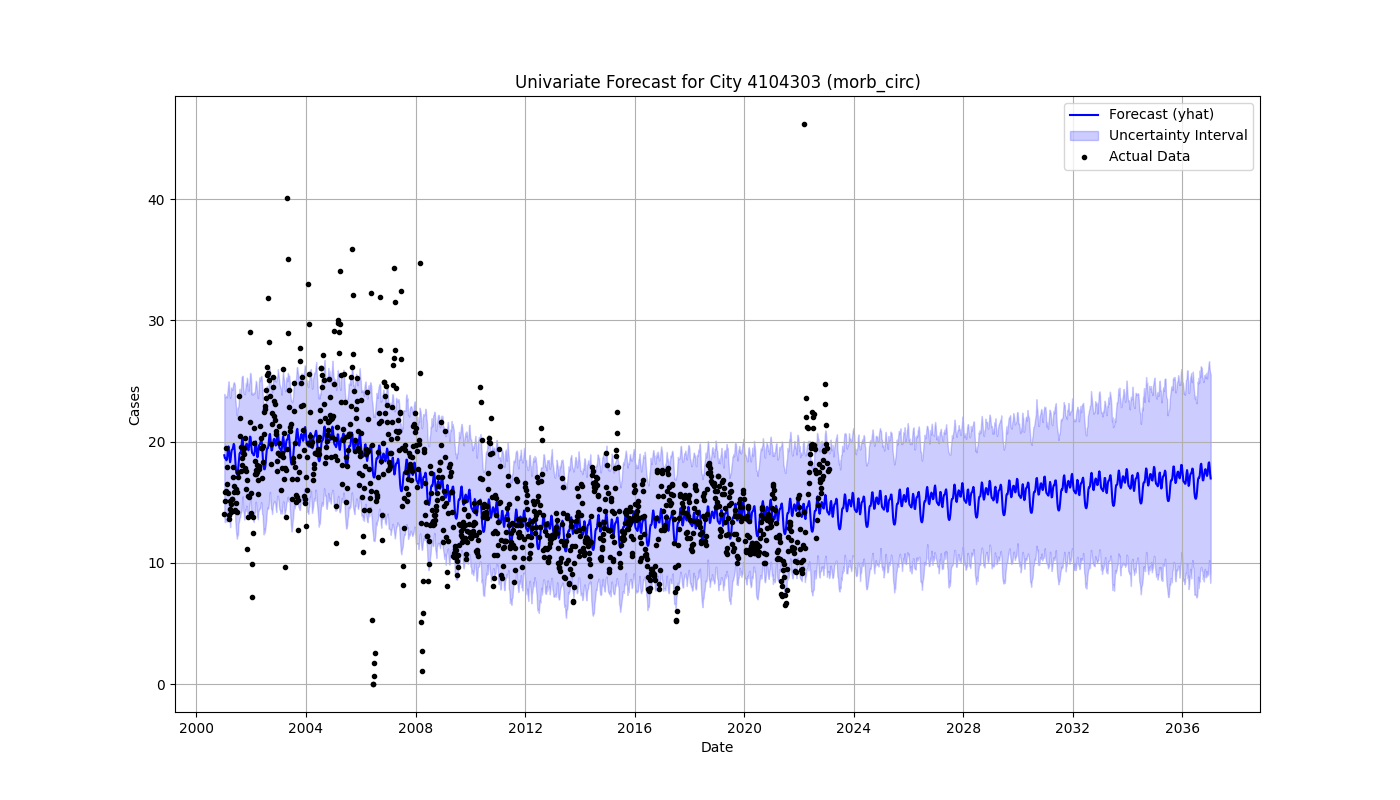 Univariate Forecast for City 4104303 (morb_circ)
Forecast (yhat)
Uncertainty Interval
Actual Data
Cases
40
30
20
10
0
2000 2004 2008 2012 2016 2020 2024 2028 2032 2036
Date